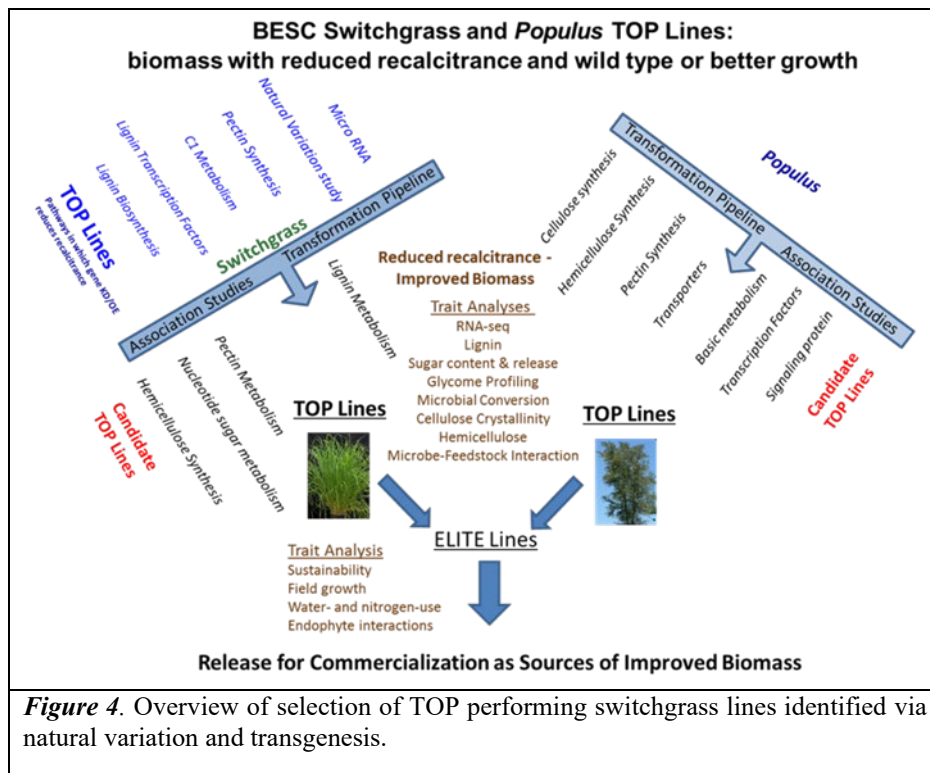 BESC Switchgrass and Populus TOP Lines:
biomass with reduced recalcitrance and wild type or better growth
TOP Lines
Pathways in which gene KD/OE
reduces recalcitrance
Lignin Biosynthesis
Lignin Transcription Factors
C1 Metabolism
Pectin Synthesis
Natural Variation study
Micro RNA
Switchgrass
Association Studies
Transformation Pipeline
Candidate
TOP Lines
Hemicellulose Synthesis
Nucleotide sugar metabolism
Pectin Metabolism
Lignin Metabolism
Populus
Transformation Pipeline
Association Studies
Cellulose synthesis
Hemicellulose Synthesis
Pectin Synthesis
Transporters
Basic metabolism
Transcription Factors
Signaling protein
Candidate
TOP Lines
Reduced recalcitrance -
Improved Biomass
Trait Analyses
RNA-seq
Lignin
Sugar content & release
Glycome Profiling
Microbial Conversion
Cellulose Crystallinity
Hemicellulose
Microbe-Feedstock Interaction
TOP Lines
TOP Lines
ELITE Lines
Trait Analysis
Sustainability
Field growth
Water- and nitrogen-use
Endophyte interactions
Release for Commercialization as Sources of Improved Biomass
Figure 4. Overview of selection of TOP performing switchgrass lines identified via
natural variation and transgenesis.